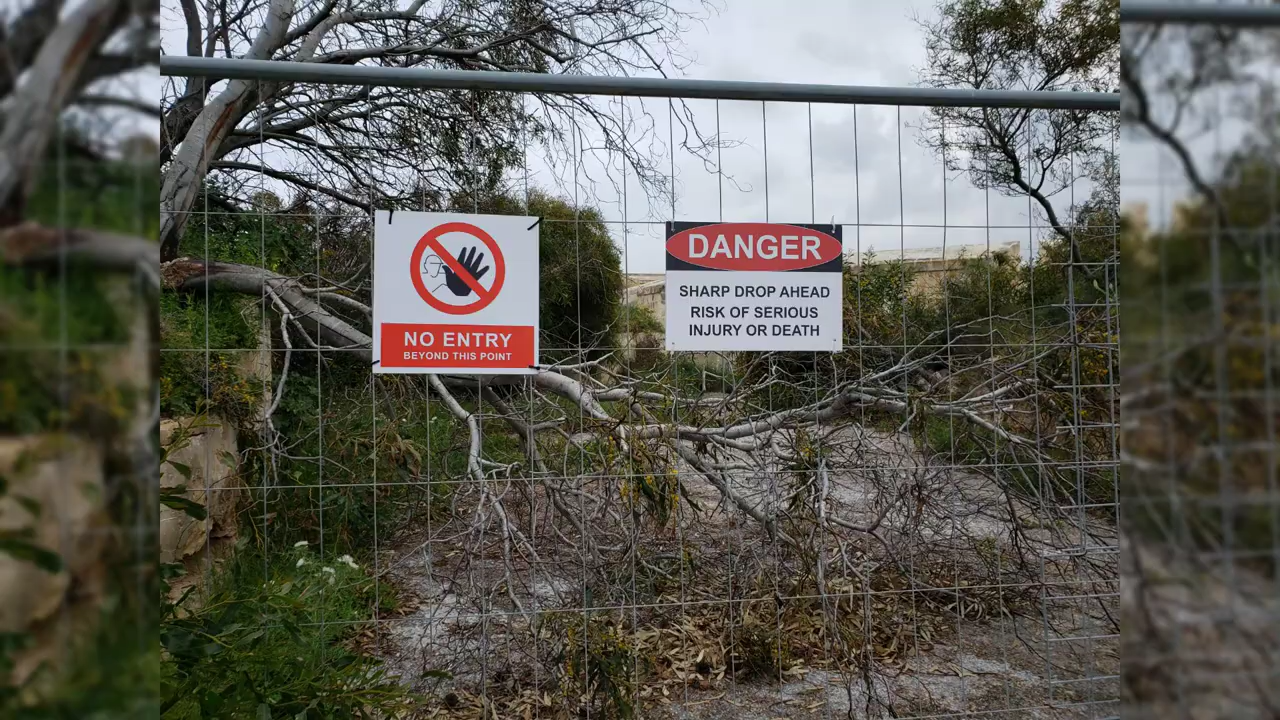 NO ENTRY
BEYOND THIS POINT
DANGER
SHARP DROP AHEAD
RISK OF SERIOUS
INJURY OR DEATH